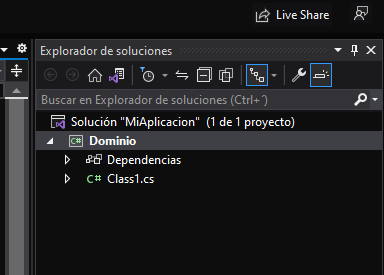 Live Share
Explorador de soluciones
Buscar en Explorador de soluciones (Ctrl+´)
Solución "MiAplicacion" (1 de 1 proyecto)
C# Dominio
Dependencias
C# Class1.cs